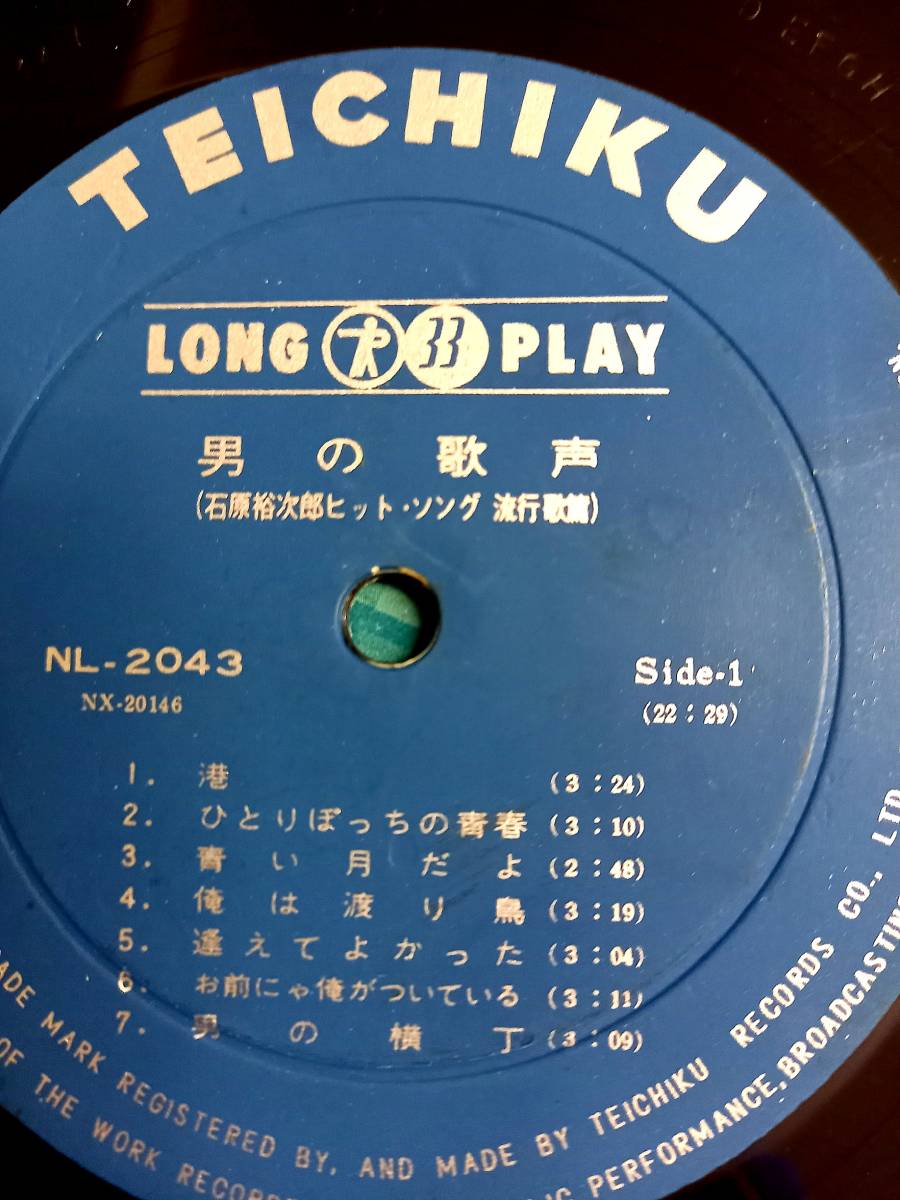 TEICHIKU
LONG 33 PLAY
男の歌声
(石原裕次郎ヒット・ソング 流行歌篇)
NL-2043
NX-20146
Side-1
(22:29)
1. 港 (3:24)
2. ひとりぼっちの青春 (3:10)
3. 青い月だよ (2:48)
4. 俺は渡り鳥 (3:19)
5. 逢えてよかった (3:04)
6. お前にゃ俺がついている (3:11)
7. 男の横丁 (3:09)
MARK REGISTERED BY, AND MADE BY TEICHIKU RECORDS CO., LTD.
OF THE WORK PERFORMANCE, BROADCASTING